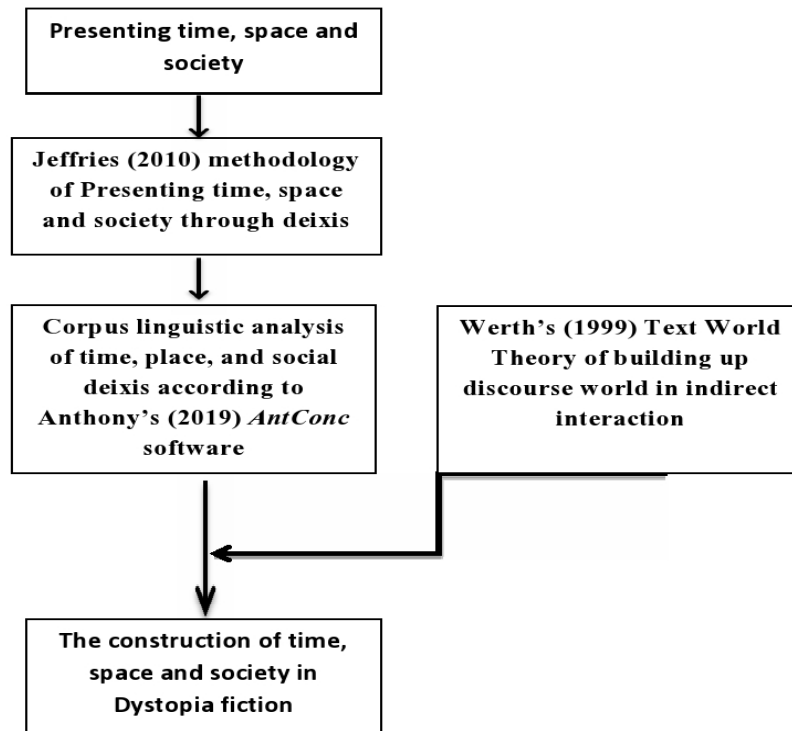 Presenting time, space and
society
Jeffries (2010) methodology
of Presenting time, space
and society through deixis
Corpus linguistic analysis
of time, place, and social
deixis according to
Anthony's (2019) AntConc
software
Werth's (1999) Text World
Theory of building up
discourse world in indirect
interaction
The construction of time,
space and society in
Dystopia fiction